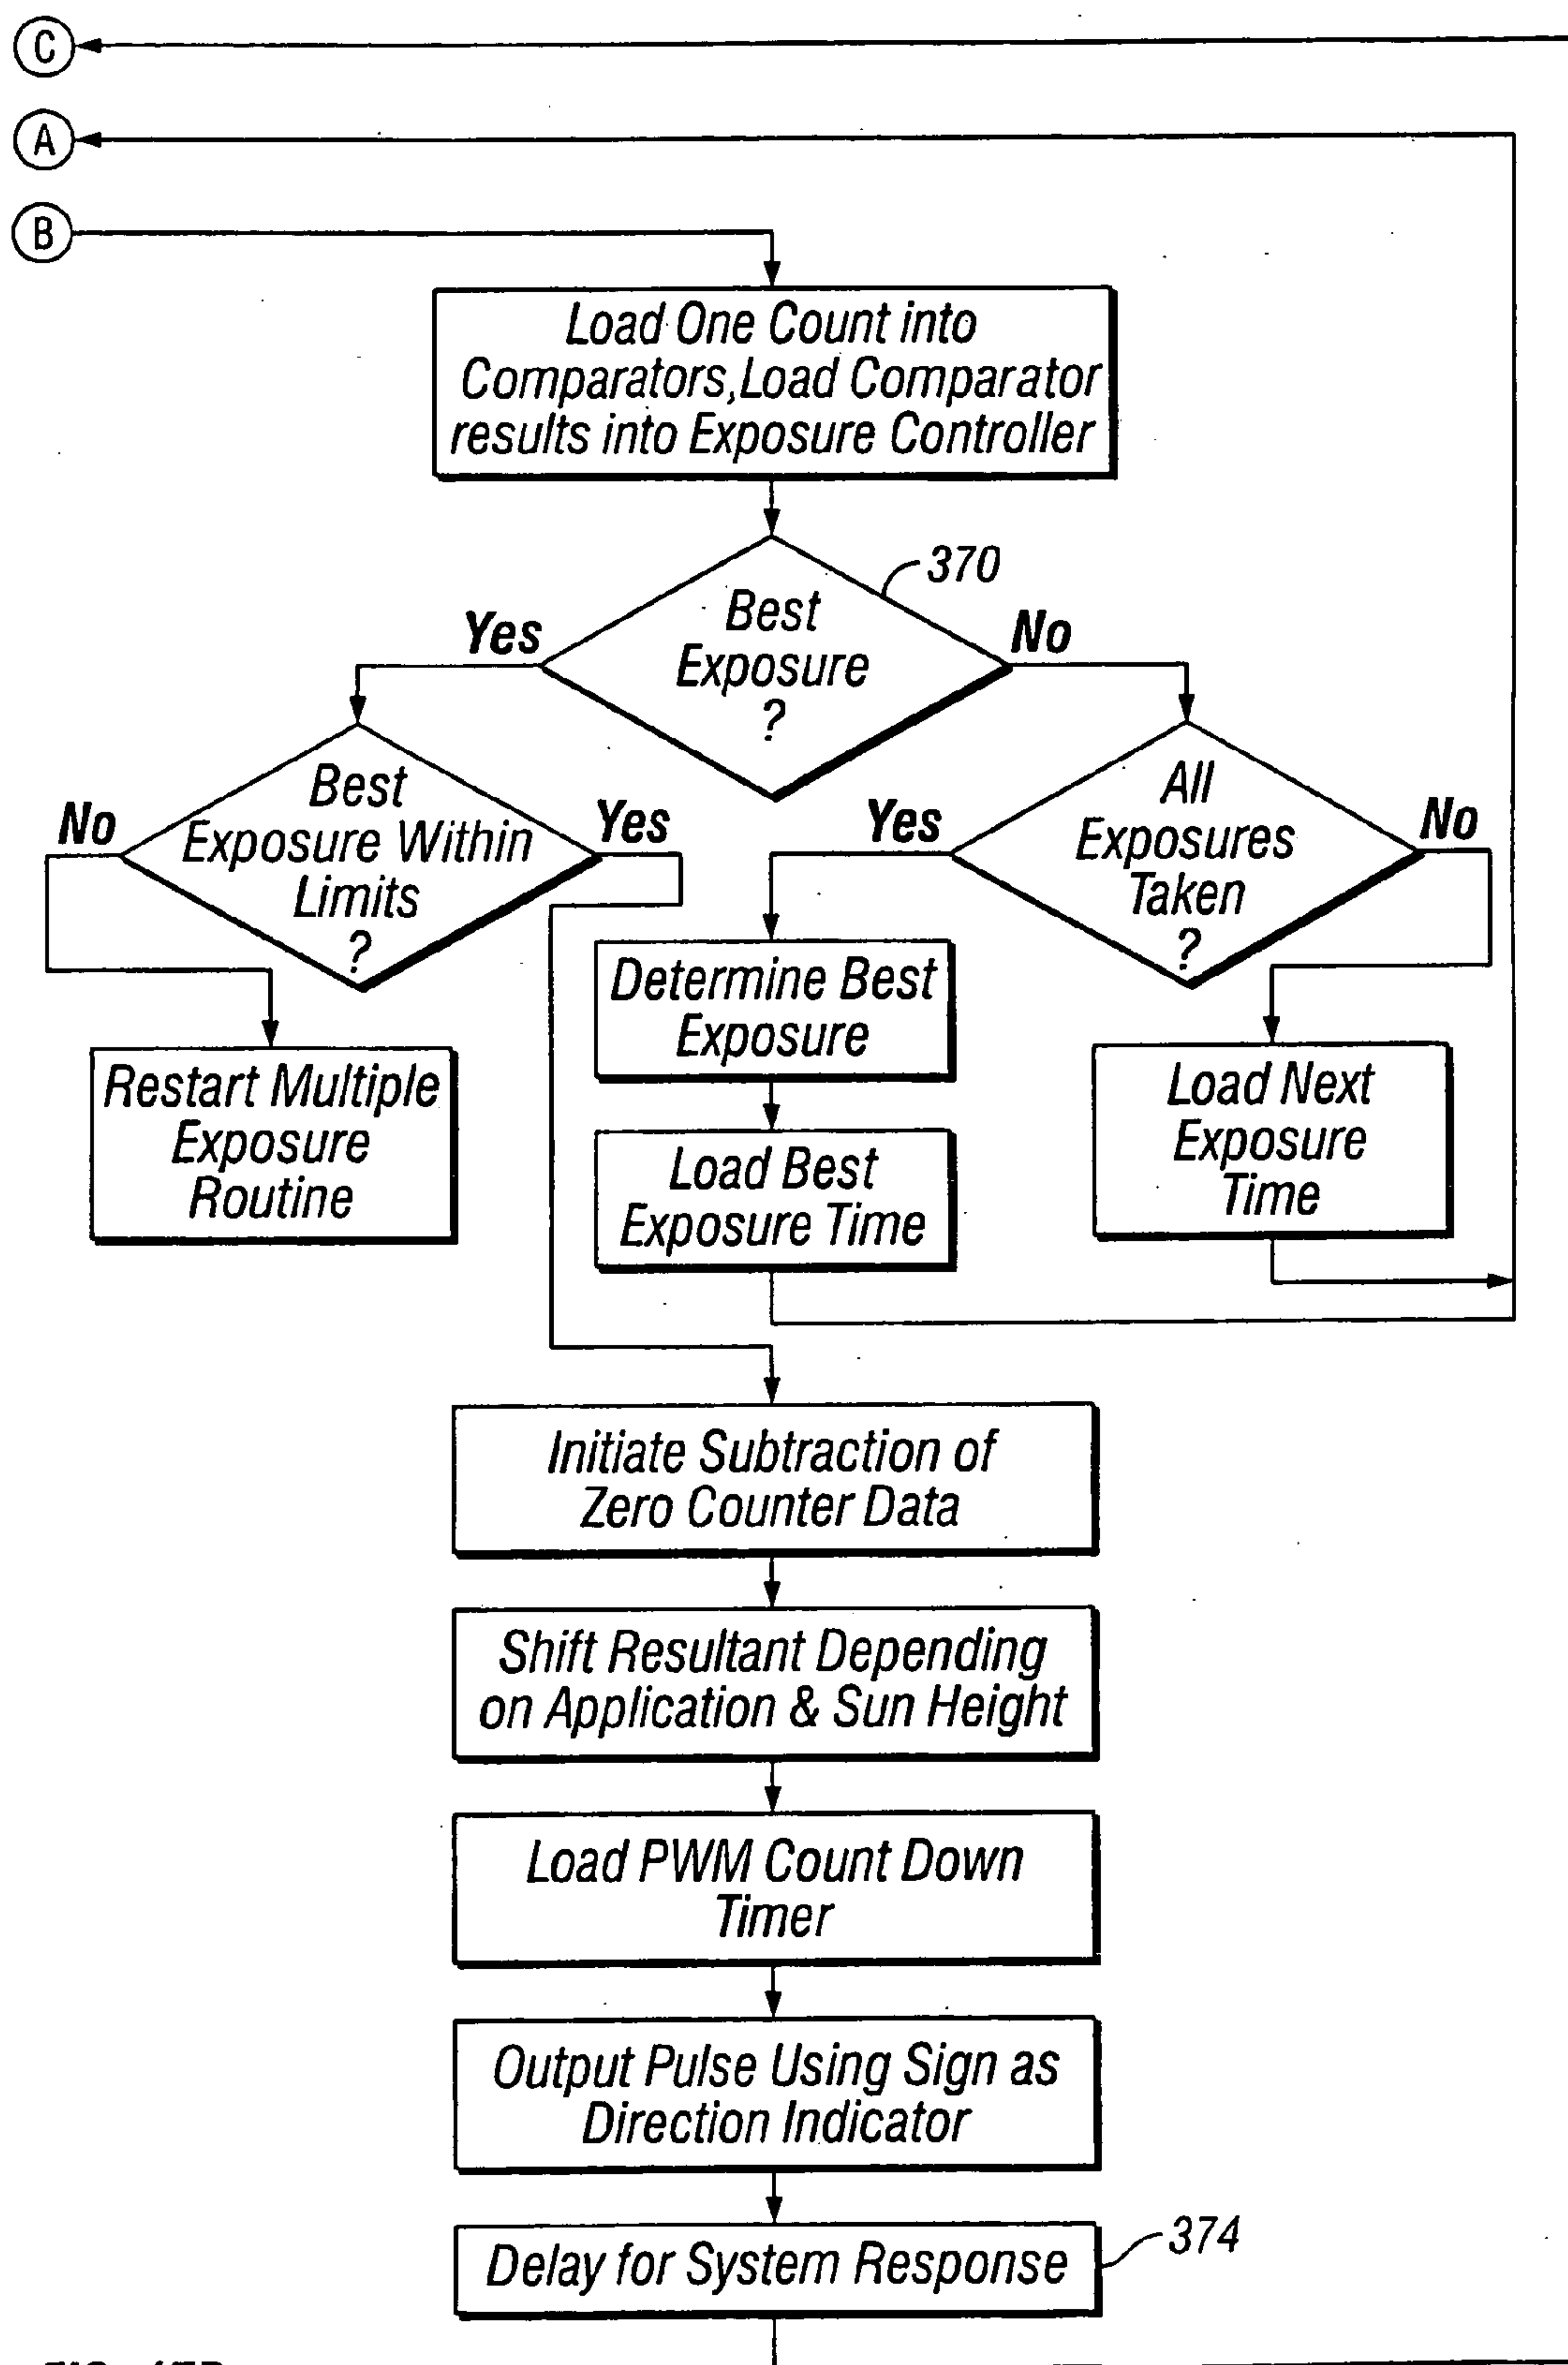 C
A
B
Load One Count into
Comparators, Load Comparator
results into Exposure Controller
370
Best
Exposure
?
Yes
No
Best
Exposure Within
Limits
?
No
Yes
All
Exposures
Taken
?
Yes
No
Restart Multiple
Exposure
Routine
Determine Best
Exposure
Load Best
Exposure Time
Load Next
Exposure
Time
Initiate Subtraction of
Zero Counter Data
Shift Resultant Depending
on Application & Sun Height
Load PWM Count Down
Timer
Output Pulse Using Sign as
Direction Indicator
Delay for System Response
374